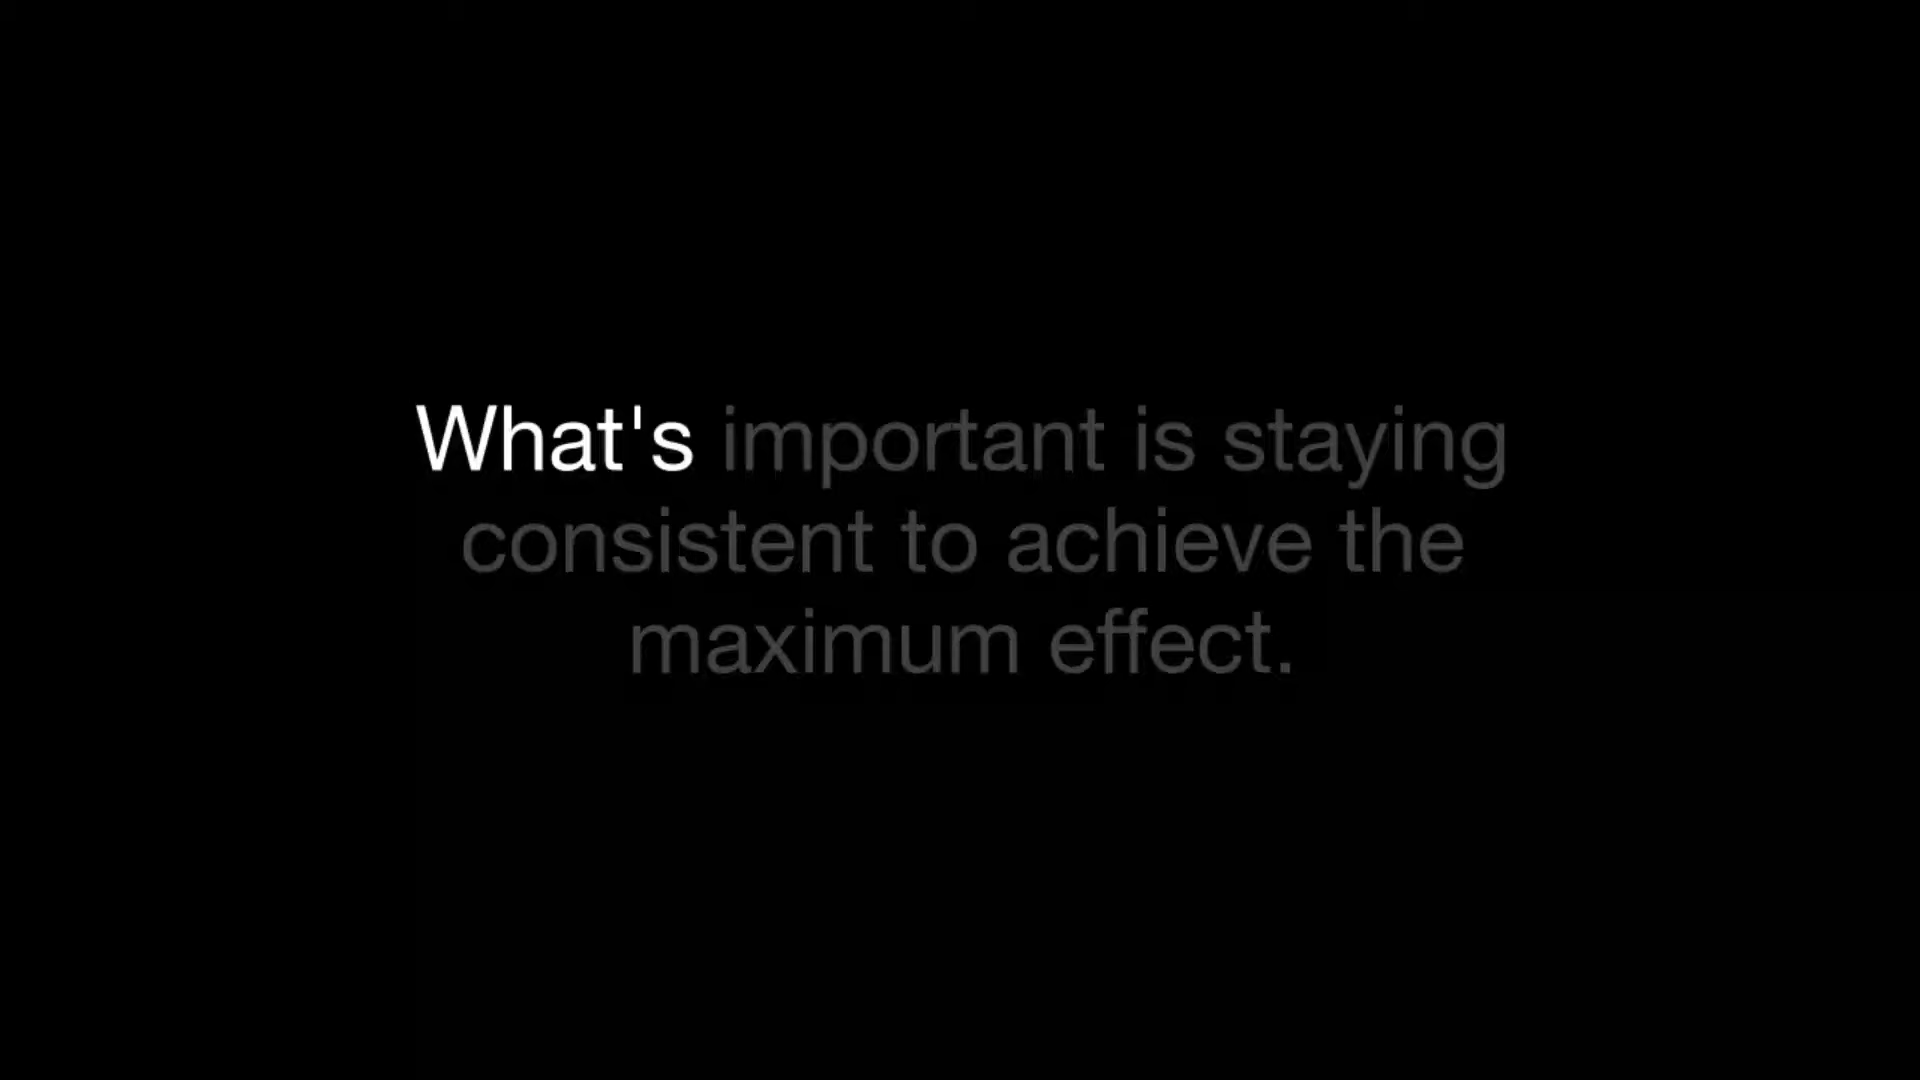 What's important is staying
consistent to achieve the
maximum effect.